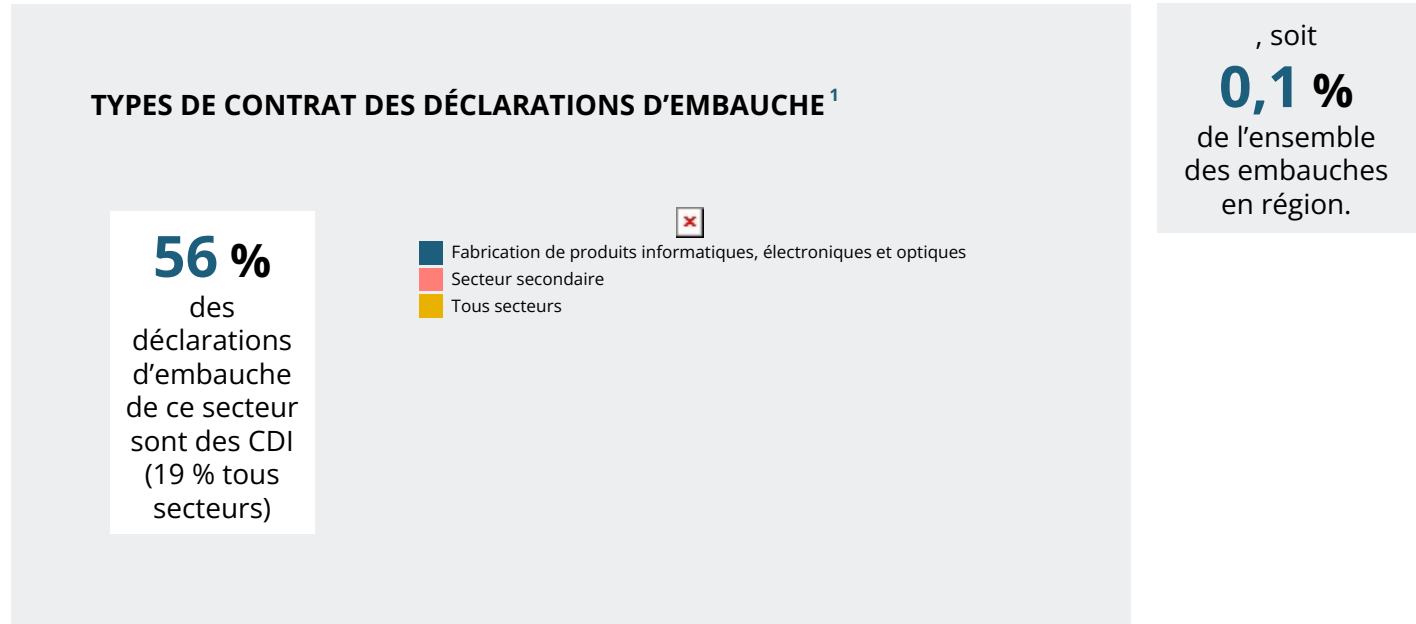 TYPES DE CONTRAT DES DÉCLARATIONS D’EMBAUCHE 1
56 %
des
déclarations
d’embauche
de ce secteur
sont des CDI
(19 % tous
secteurs)
Fabrication de produits informatiques, électroniques et optiques
Secteur secondaire
Tous secteurs
, soit
0,1 %
de l’ensemble
des embauches
en région.